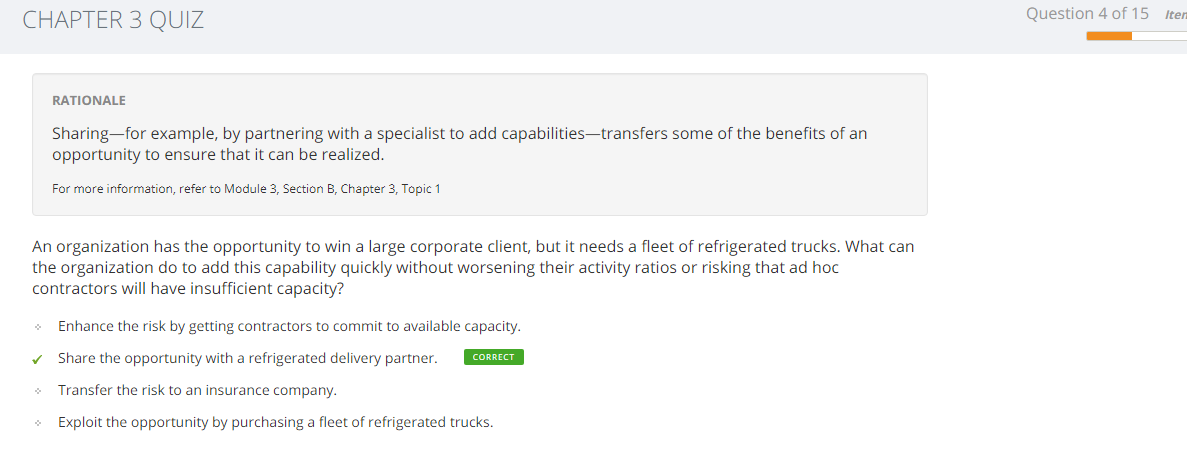 CHAPTER 3 QUIZ
Question 4 of 15
RATIONALE
Sharing—for example, by partnering with a specialist to add capabilities—transfers some of the benefits of an
opportunity to ensure that it can be realized.
For more information, refer to Module 3, Section B, Chapter 3, Topic 1
An organization has the opportunity to win a large corporate client, but it needs a fleet of refrigerated trucks. What can
the organization do to add this capability quickly without worsening their activity ratios or risking that ad hoc
contractors will have insufficient capacity?
Enhance the risk by getting contractors to commit to available capacity.
Share the opportunity with a refrigerated delivery partner. CORRECT
Transfer the risk to an insurance company.
Exploit the opportunity by purchasing a fleet of refrigerated trucks.